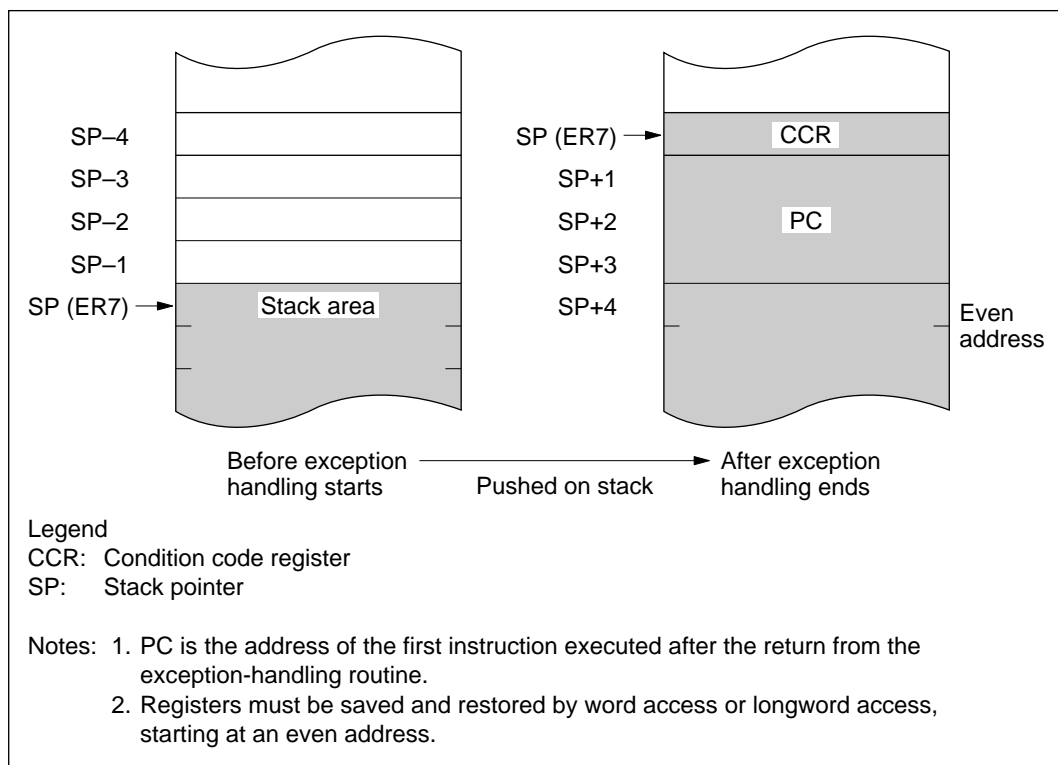 SP–4
SP–3
SP–2
SP–1
SP (ER7)
Stack area
SP (ER7)
SP+1
SP+2
SP+3
SP+4
CCR
PC
Even
address
Before exception
handling starts
Pushed on stack
After exception
handling ends
Legend
CCR: Condition code register
SP: Stack pointer
Notes: 1. PC is the address of the first instruction executed after the return from the
exception-handling routine.
2. Registers must be saved and restored by word access or longword access,
starting at an even address.